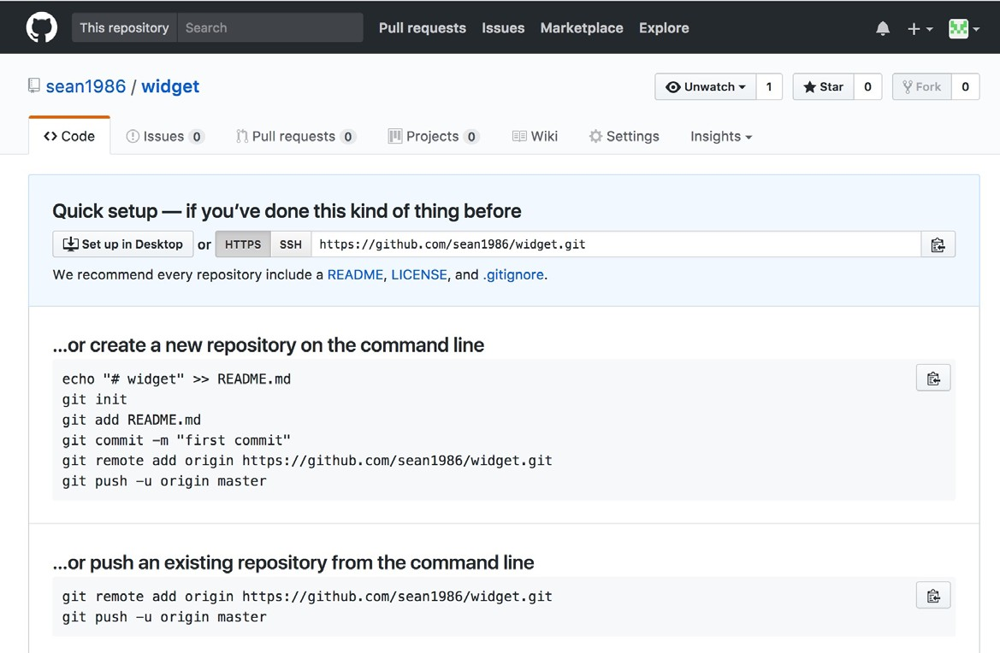 This repository Search Pull requests Issues Marketplace Explore
sean1986 / widget Unwatch 1 Star 0 Fork 0
<> Code Issues 0 Pull requests 0 Projects 0 Wiki Settings Insights
Quick setup — if you’ve done this kind of thing before
Set up in Desktop or HTTPS SSH https://github.com/sean1986/widget.git
We recommend every repository include a README, LICENSE, and .gitignore.
…or create a new repository on the command line
echo "# widget" >> README.md
git init
git add README.md
git commit -m "first commit"
git remote add origin https://github.com/sean1986/widget.git
git push -u origin master
…or push an existing repository from the command line
git remote add origin https://github.com/sean1986/widget.git
git push -u origin master